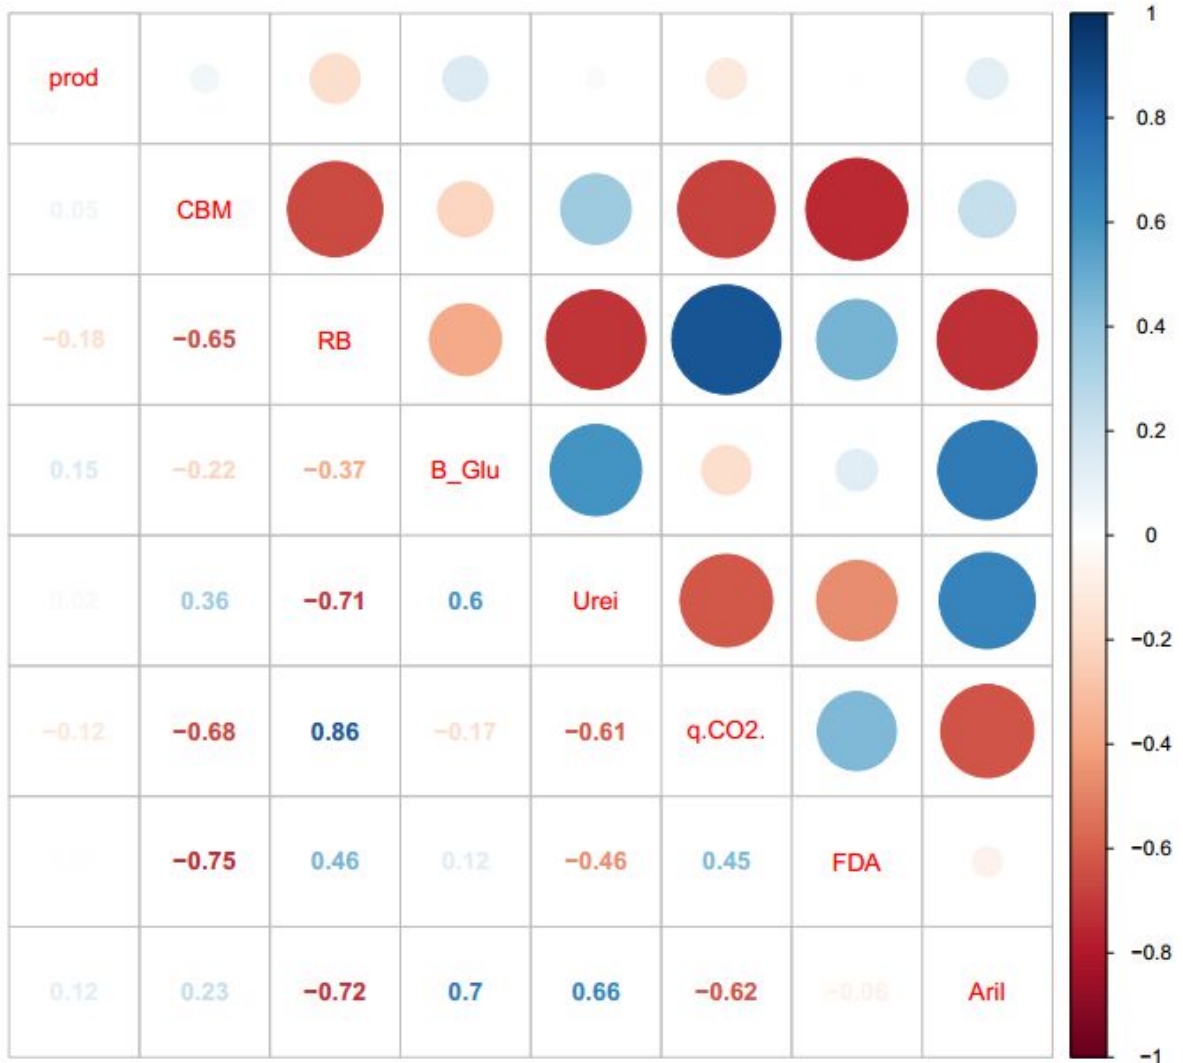 prod
1
0.8
0.05 CBM
0.6
−0.18 −0.65 RB
0.4
0.2
0.15 −0.22 −0.37 B_Glu
0
0.02 0.36 −0.71 0.6 Urei
−0.2
−0.12 −0.68 0.86 −0.17 −0.61 q.CO2.
−0.4
−0.75 0.46 0.12 −0.46 0.45 FDA
−0.6
−0.8
0.12 0.23 −0.72 0.7 0.66 −0.62 −0.06 Aril
−1